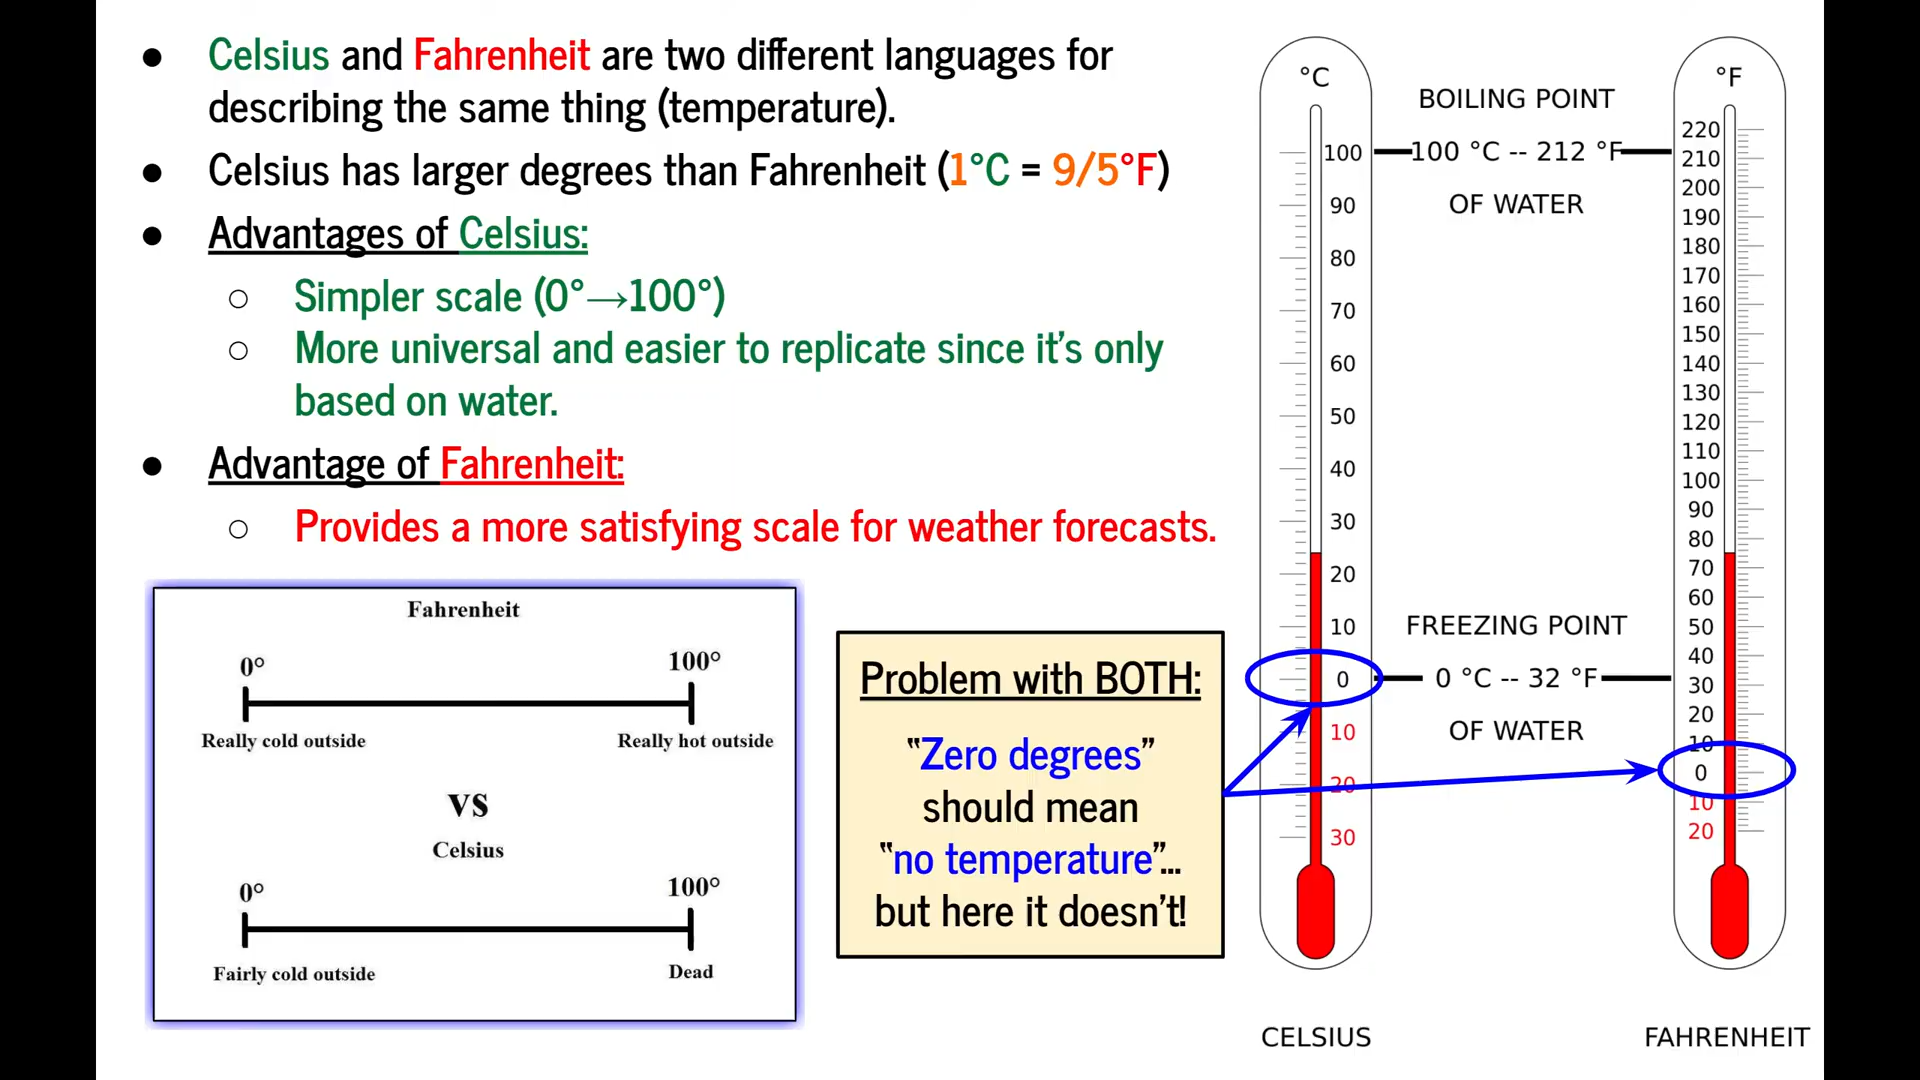 ● Celsius and Fahrenheit are two different languages for
describing the same thing (temperature).
● Celsius has larger degrees than Fahrenheit (1°C = 9/5°F)
● Advantages of Celsius:
○ Simpler scale (0°→100°)
○ More universal and easier to replicate since it's only
based on water.
● Advantage of Fahrenheit:
○ Provides a more satisfying scale for weather forecasts.
Fahrenheit
0° 100°
Really cold outside Really hot outside
VS
Celsius
0° 100°
Fairly cold outside Dead
Problem with BOTH:
“Zero degrees”
should mean
“no temperature”...
but here it doesn't!
°C
100
90
80
70
60
50
40
30
20
10
0
10
20
30
CELSIUS
BOILING POINT
100 °C -- 212 °F
OF WATER
FREEZING POINT
0 °C -- 32 °F
OF WATER
°F
220
210
200
190
180
170
160
150
140
130
120
110
100
90
80
70
60
50
40
30
20
10
0
10
20
FAHRENHEIT